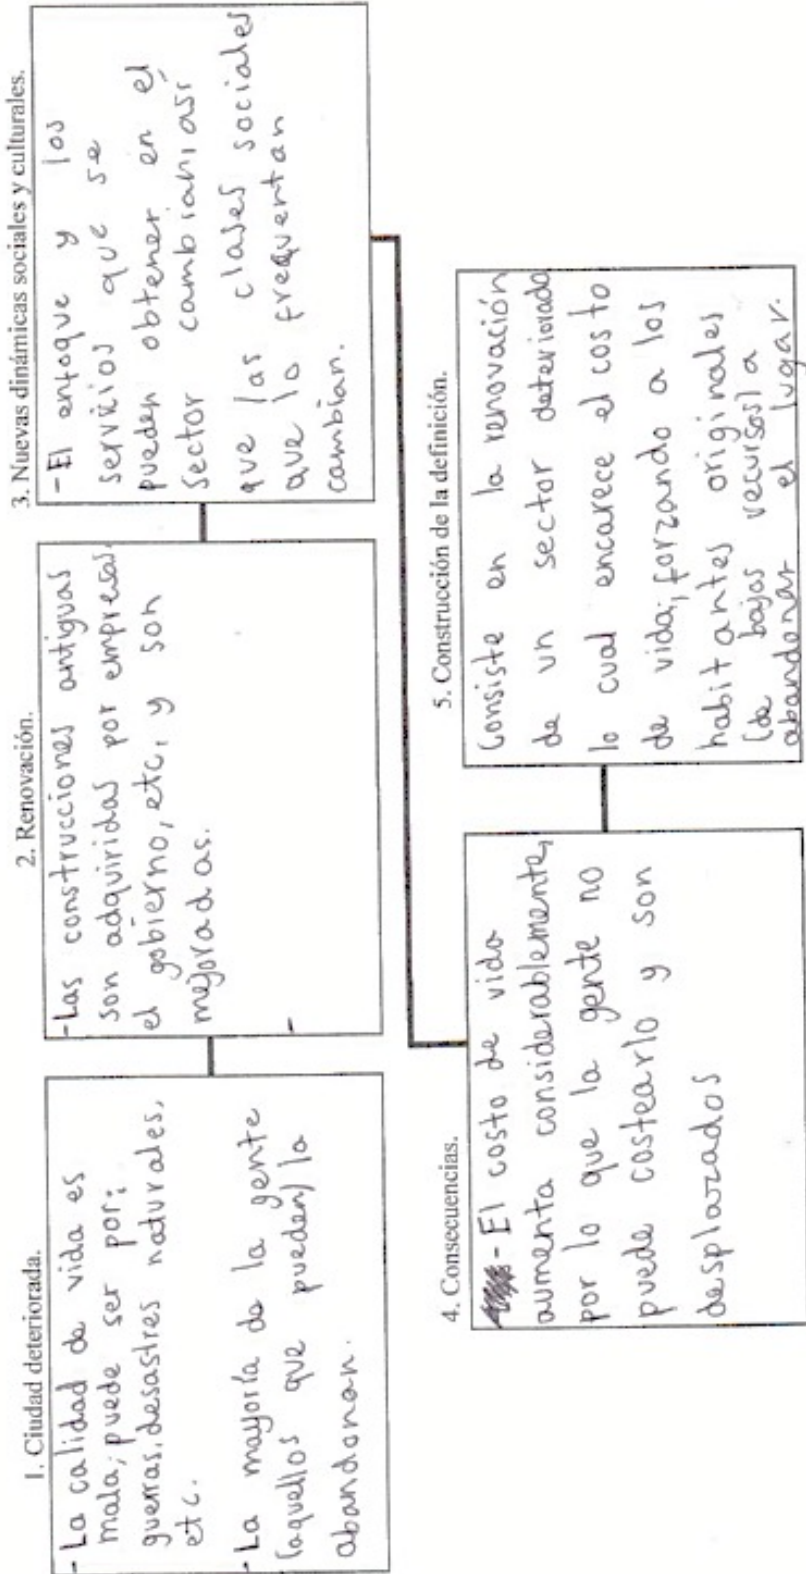 1. Ciudad deteriorada.
- La calidad de vida es
mala; puede ser por:
guerras, desastres naturales,
etc.
- La mayoría de la gente
(aquellos que pueden) la
abandonan.
2. Renovación.
- Las construcciones antiguas
son adquiridas por empresas,
el gobierno, etc, y son
mejoradas.
-
3. Nuevas dinámicas sociales y culturales.
- El enfoque y los
servicios que se
pueden obtener en el
sector cambian, así
que las clases sociales
que lo frequentan
cambian.
4. Consecuencias.
- El costo de vida
aumenta considerablemente,
por lo que la gente no
puede costearlo y son
desplazados
5. Construcción de la definición.
Consiste en la renovación
de un sector deteriorado
lo cual encarece el costo
de vida; forzando a los
habitantes originales
(de bajos recursos) a
abandonar el lugar.